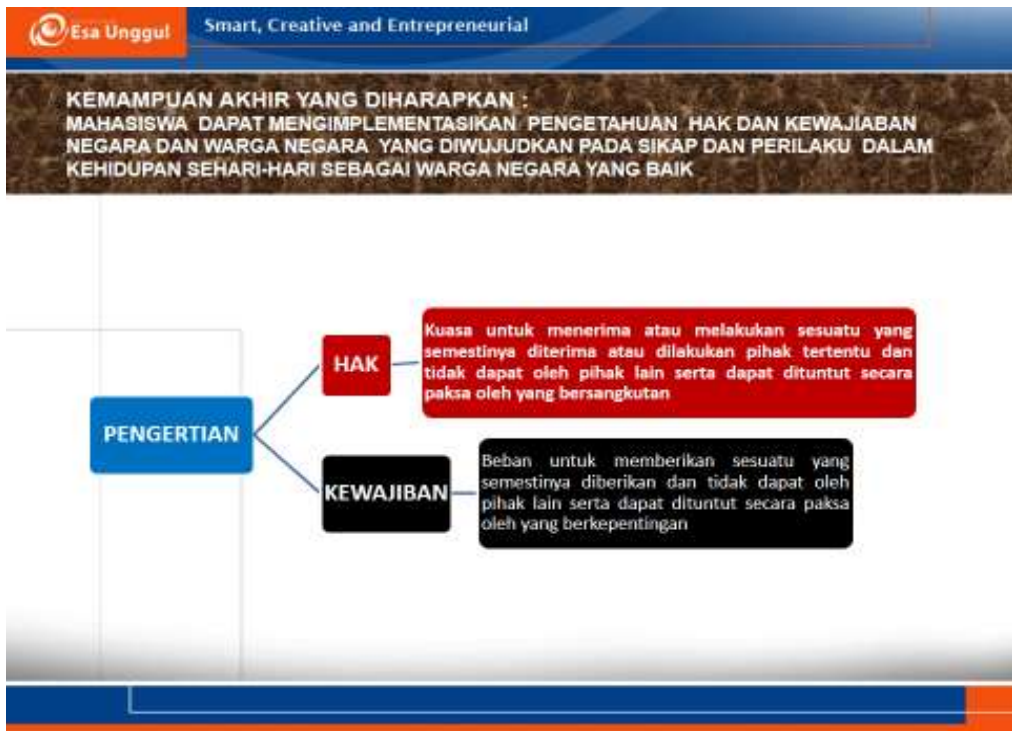 Esa Unggul
Smart, Creative and Entrepreneurial
KEMAMPUAN AKHIR YANG DIHARAPKAN :
MAHASISWA DAPAT MENGIMPLEMENTASIKAN PENGETAHUAN HAK DAN KEWAJIABAN
NEGARA DAN WARGA NEGARA YANG DIWUJUDKAN PADA SIKAP DAN PERILAKU DALAM
KEHIDUPAN SEHARI-HARI SEBAGAI WARGA NEGARA YANG BAIK
PENGERTIAN
HAK
Kuasa untuk menerima atau melakukan sesuatu yang
semestinya diterima atau dilakukan pihak tertentu dan
tidak dapat oleh pihak lain serta dapat dituntut secara
paksa oleh yang bersangkutan
KEWAJIBAN
Beban untuk memberikan sesuatu yang
semestinya diberikan dan tidak dapat oleh
pihak lain serta dapat dituntut secara paksa
oleh yang berkepentingan